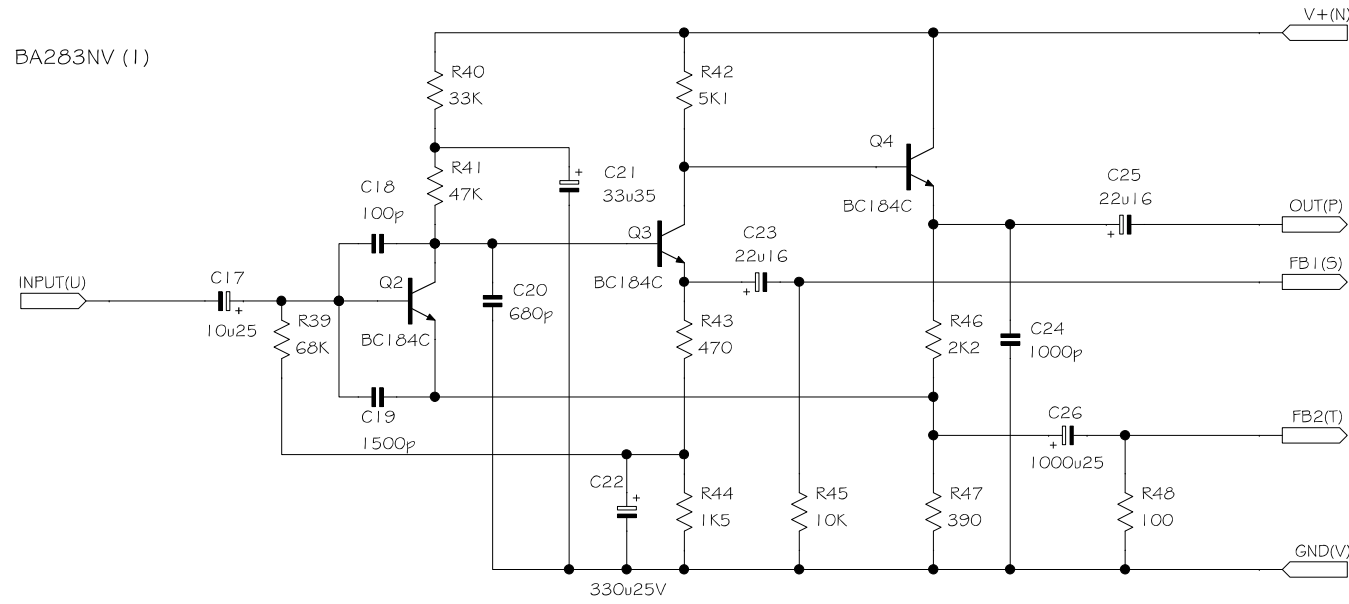 V+(N)
BA283NV (1)
R40
33K
R42
5K1
Q4
R41
47K
C21
33u35
C18
100p
C25
22u16
BC184C
OUT(P)
Q3
C23
22u16
FB1(S)
INPUT(U)
C17
10u25
Q2
BC184C
BC184C
C20
680p
R39
68K
R43
470
R46
2K2
C24
1000p
C19
1500p
C26
1000u25
FB2(T)
C22
330u25V
R44
1K5
R45
10K
R47
390
R48
100
GND(V)
+
+
+
+
+
+